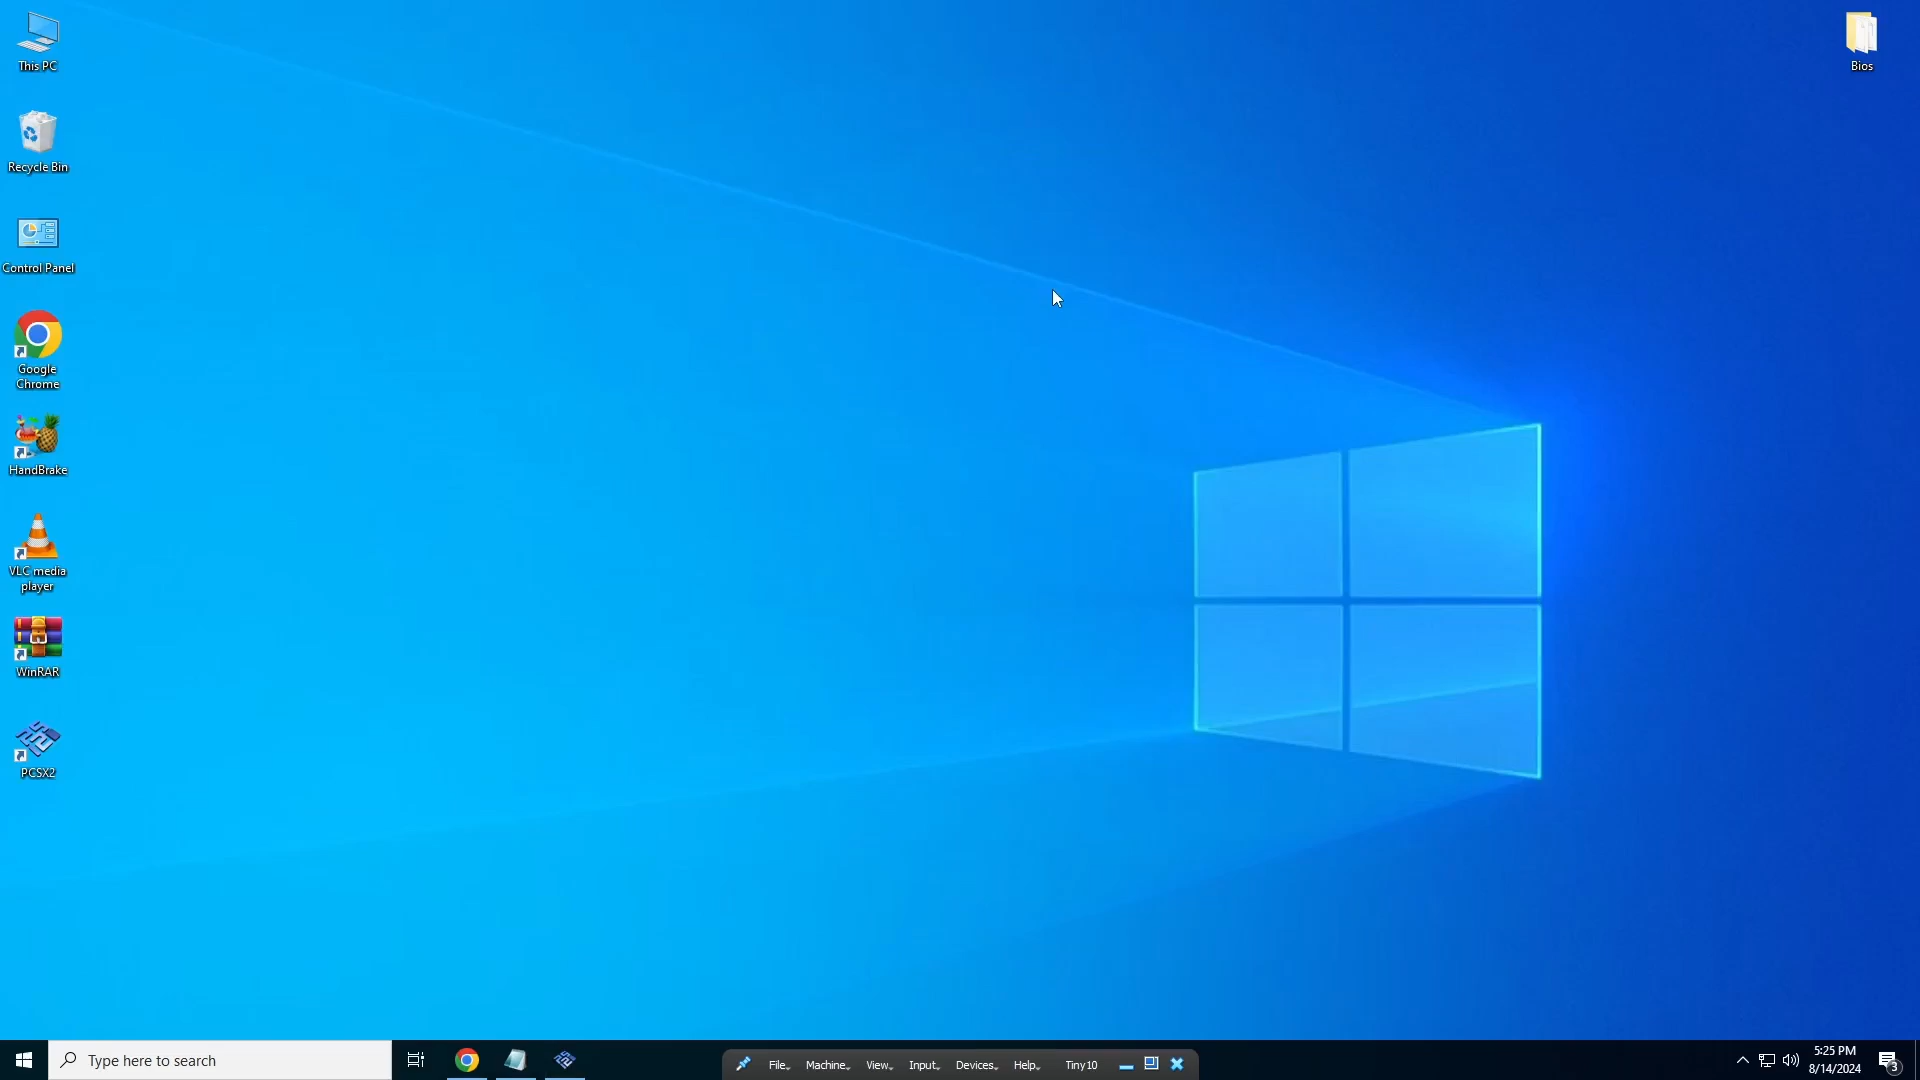 This PC
Recycle Bin
Control Panel
Google
Chrome
HandBrake
VLC media
player
WinRAR
PCSX2
Bios
Type here to search
File
Machine
View
Input
Devices
Help
Tiny10
5:25 PM
8/14/2024
3